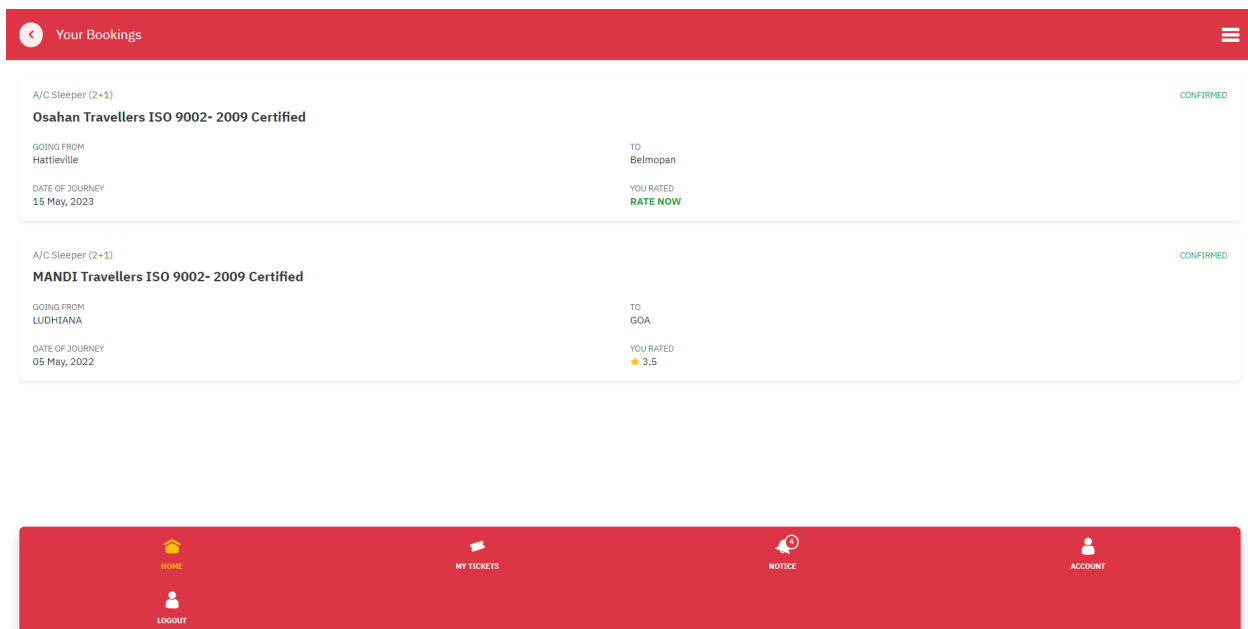 Your Bookings
A/C Sleeper (2+1)
CONFIRMED
Osahan Travellers ISO 9002- 2009 Certified
GOING FROM
TO
Hattieville
Belmopan
DATE OF JOURNEY
YOU RATED
15 May, 2023
RATE NOW
A/C Sleeper (2+1)
CONFIRMED
MANDI Travellers ISO 9002- 2009 Certified
GOING FROM
TO
LUDHIANA
GOA
DATE OF JOURNEY
YOU RATED
05 May, 2022
3.5
4
HOME
MY TICKETS
NOTICE
ACCOUNT
LOGOUT